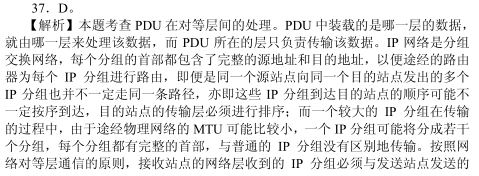 37．D。
【解析】本题考查 PDU 在对等层间的处理。PDU 中装载的是哪一层的数据，
就由哪一层来处理该数据，而 PDU 所在的层只负责传输该数据。IP 网络是分组
交换网络，每个分组的首部都包含了完整的源地址和目的地址，以便途经的路由
器为每个 IP 分组进行路由，即便是同一个源站点向同一个目的站点发出的多个
IP 分组也并不一定走同一条路径，亦即这些 IP 分组到达目的站点的顺序可能不
一定按序到达，目的站点的传输层必须进行排序；而一个较大的 IP 分组在传输
的过程中，由于途经物理网络的 MTU 可能比较小，一个 IP 分组可能将分成若干
个分组，每个分组都有完整的首部，与普通的 IP 分组没有区别地传输。按照网
络对等层通信的原则，接收站点的网络层收到的 IP 分组必须与发送站点发送的